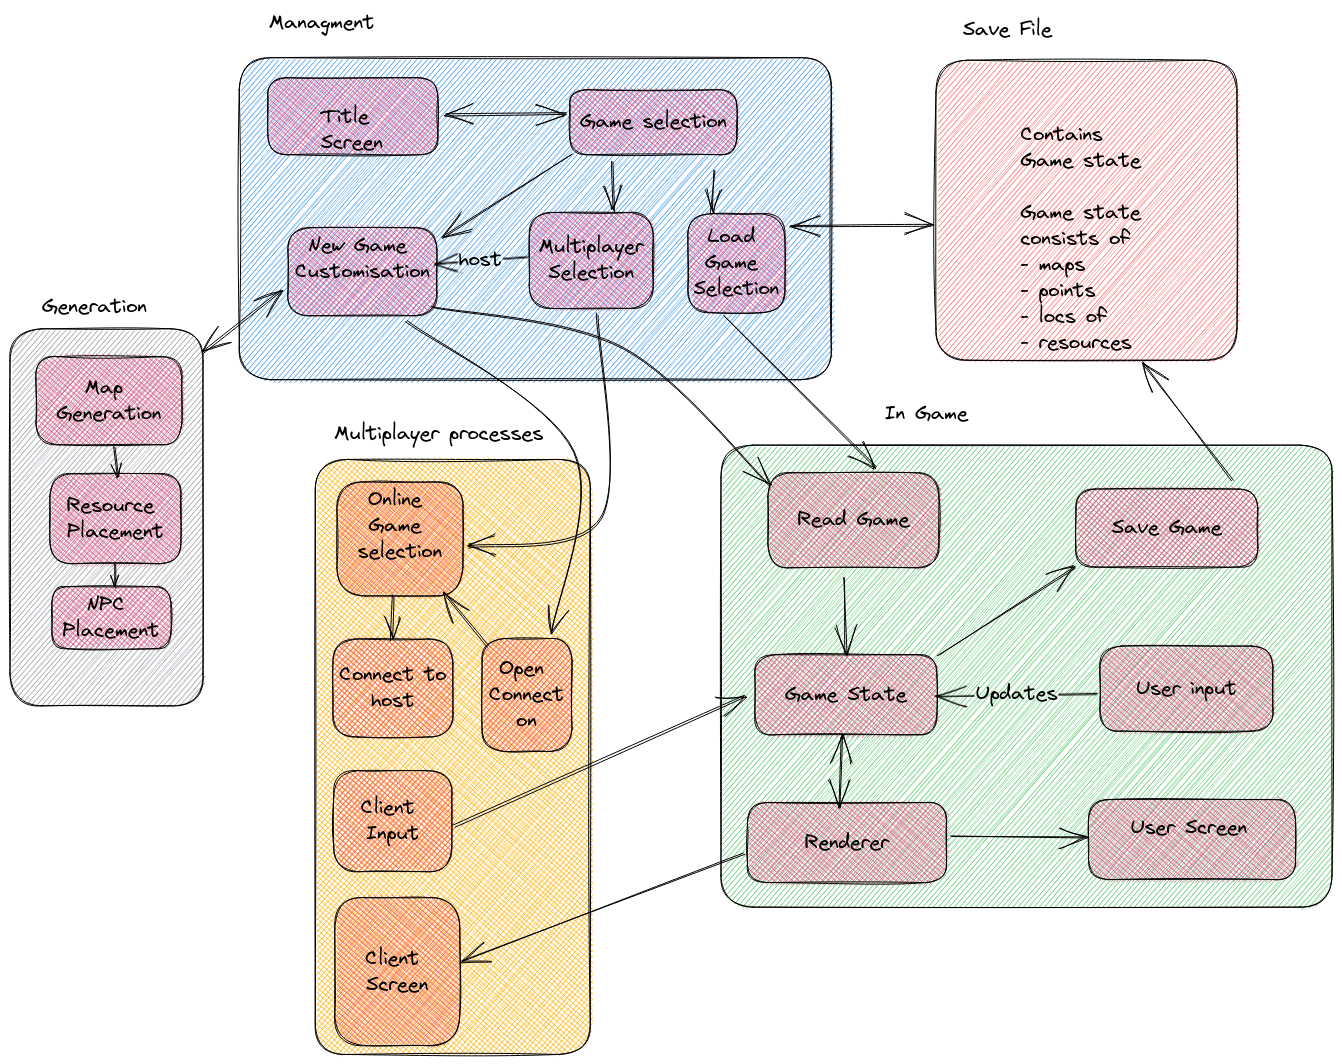 Managment
Save File
Title
Screen
Game selection
Contains
Game state
Game state
consists of
- maps
- points
- locs of
- resources
New Game
Customisation
host
Multiplayer
Selection
Load
Game
Selection
Generation
Map
Generation
Resource
Placement
NPC
Placement
Multiplayer processes
Online
Game
selection
Connect to
host
Open
Connect
on
Client
Input
Client
Screen
In Game
Read Game
Save Game
Game State
Updates
User input
Renderer
User Screen